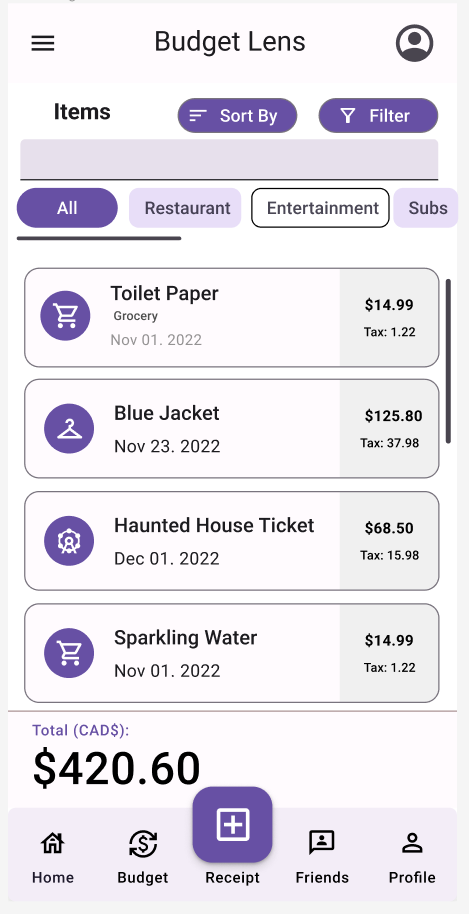 Budget Lens
Items
Sort By
Filter
All
Restaurant
Entertainment
Subs
Toilet Paper
Grocery
Nov 01. 2022
$14.99
Tax: 1.22
Blue Jacket
Nov 23. 2022
$125.80
Tax: 37.98
Haunted House Ticket
Dec 01. 2022
$68.50
Tax: 15.98
Sparkling Water
Nov 01. 2022
$14.99
Tax: 1.22
Total (CAD$):
$420.60
Home
Budget
Receipt
Friends
Profile